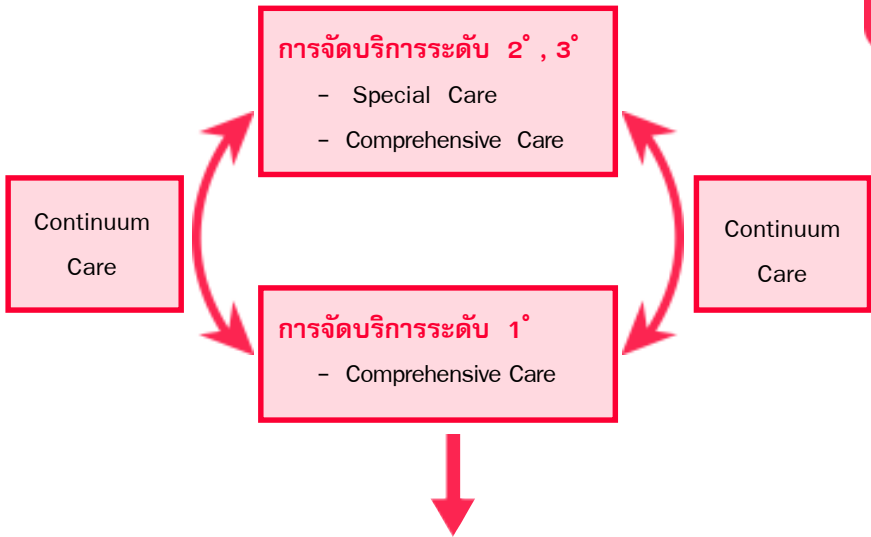 การจัดบริการระดับ 2° , 3°
- Special Care
- Comprehensive Care
Continuum
Care
Continuum
Care
การจัดบริการระดับ 1°
- Comprehensive Care